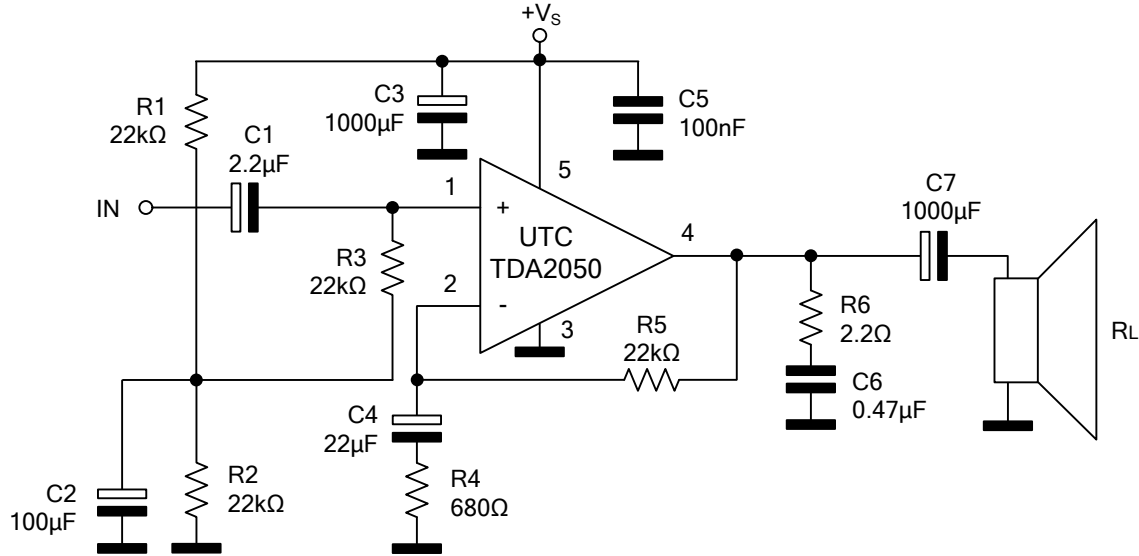 +VS
R1
22kΩ
C3
1000µF
C5
100nF
C1
2.2µF
IN
1
+
5
UTC
TDA2050
4
C7
1000µF
R3
22kΩ
2
-
3
R5
22kΩ
R6
2.2Ω
RL
C6
0.47µF
C4
22µF
R4
680Ω
C2
100µF
R2
22kΩ